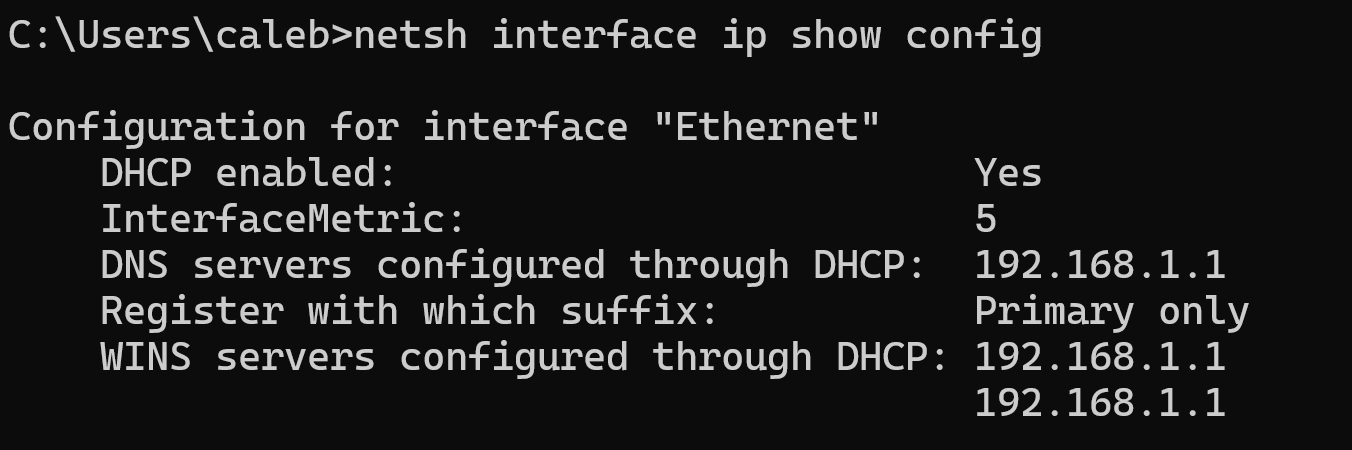 C:\Users\caleb>netsh interface ip show config
Configuration for interface "Ethernet"
DHCP enabled: Yes
InterfaceMetric: 5
DNS servers configured through DHCP: 192.168.1.1
Register with which suffix: Primary only
WINS servers configured through DHCP: 192.168.1.1
192.168.1.1